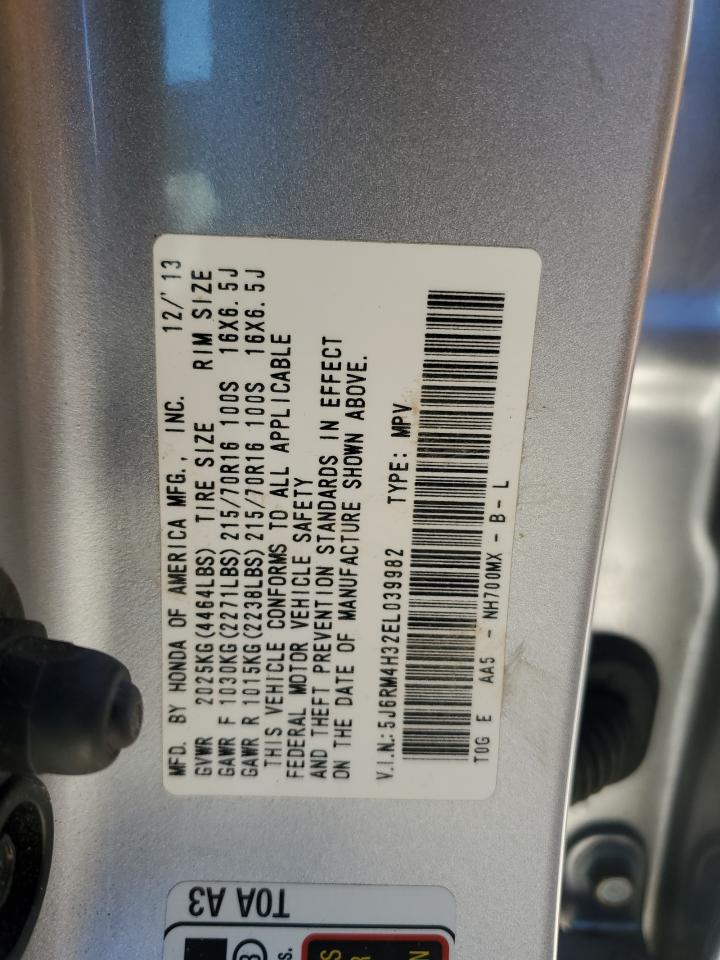 MFD. BY HONDA OF AMERICA MFG., INC. 12/'13
GVWR 2025KG(4464LBS) TIRE SIZE RIM SIZE
GAWR F 1030KG(2271LBS) 215/70R16 100S 16X6.5J
GAWR R 1015KG(2238LBS) 215/70R16 100S 16X6.5J
THIS VEHICLE CONFORMS TO ALL APPLICABLE
FEDERAL MOTOR VEHICLE SAFETY
AND THEFT PREVENTION STANDARDS IN EFFECT
ON THE DATE OF MANUFACTURE SHOWN ABOVE.
V.I.N.: 5J6RM4H32EL039982 TYPE: MPV
T0G E AA5 - NH700MX - B - L
T0A A3